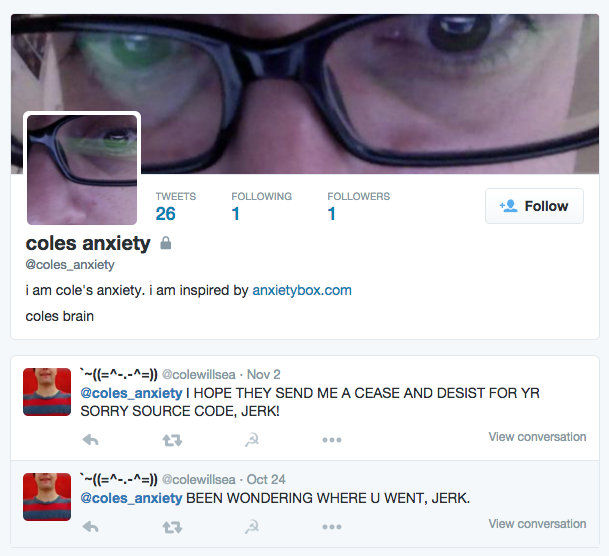 TWEETS FOLLOWING FOLLOWERS
26 1 1
Follow
coles anxiety
@coles_anxiety
i am cole's anxiety. i am inspired by anxietybox.com
coles brain
`~((=^-.-^=)) @colewillsea · Nov 2
@coles_anxiety I HOPE THEY SEND ME A CEASE AND DESIST FOR YR
SORRY SOURCE CODE, JERK!
View conversation
`~((=^-.-^=)) @colewillsea · Oct 24
@coles_anxiety BEEN WONDERING WHERE U WENT, JERK.
View conversation